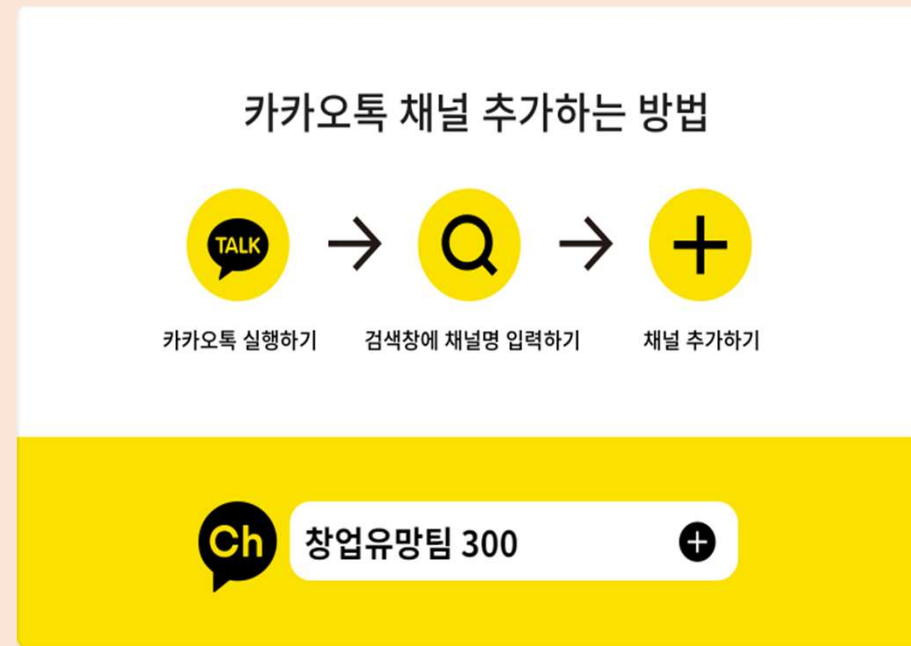 카카오톡 채널 추가하는 방법
TALK
카카오톡 실행하기
검색창에 채널명 입력하기
채널 추가하기
Ch 창업유망팀 300